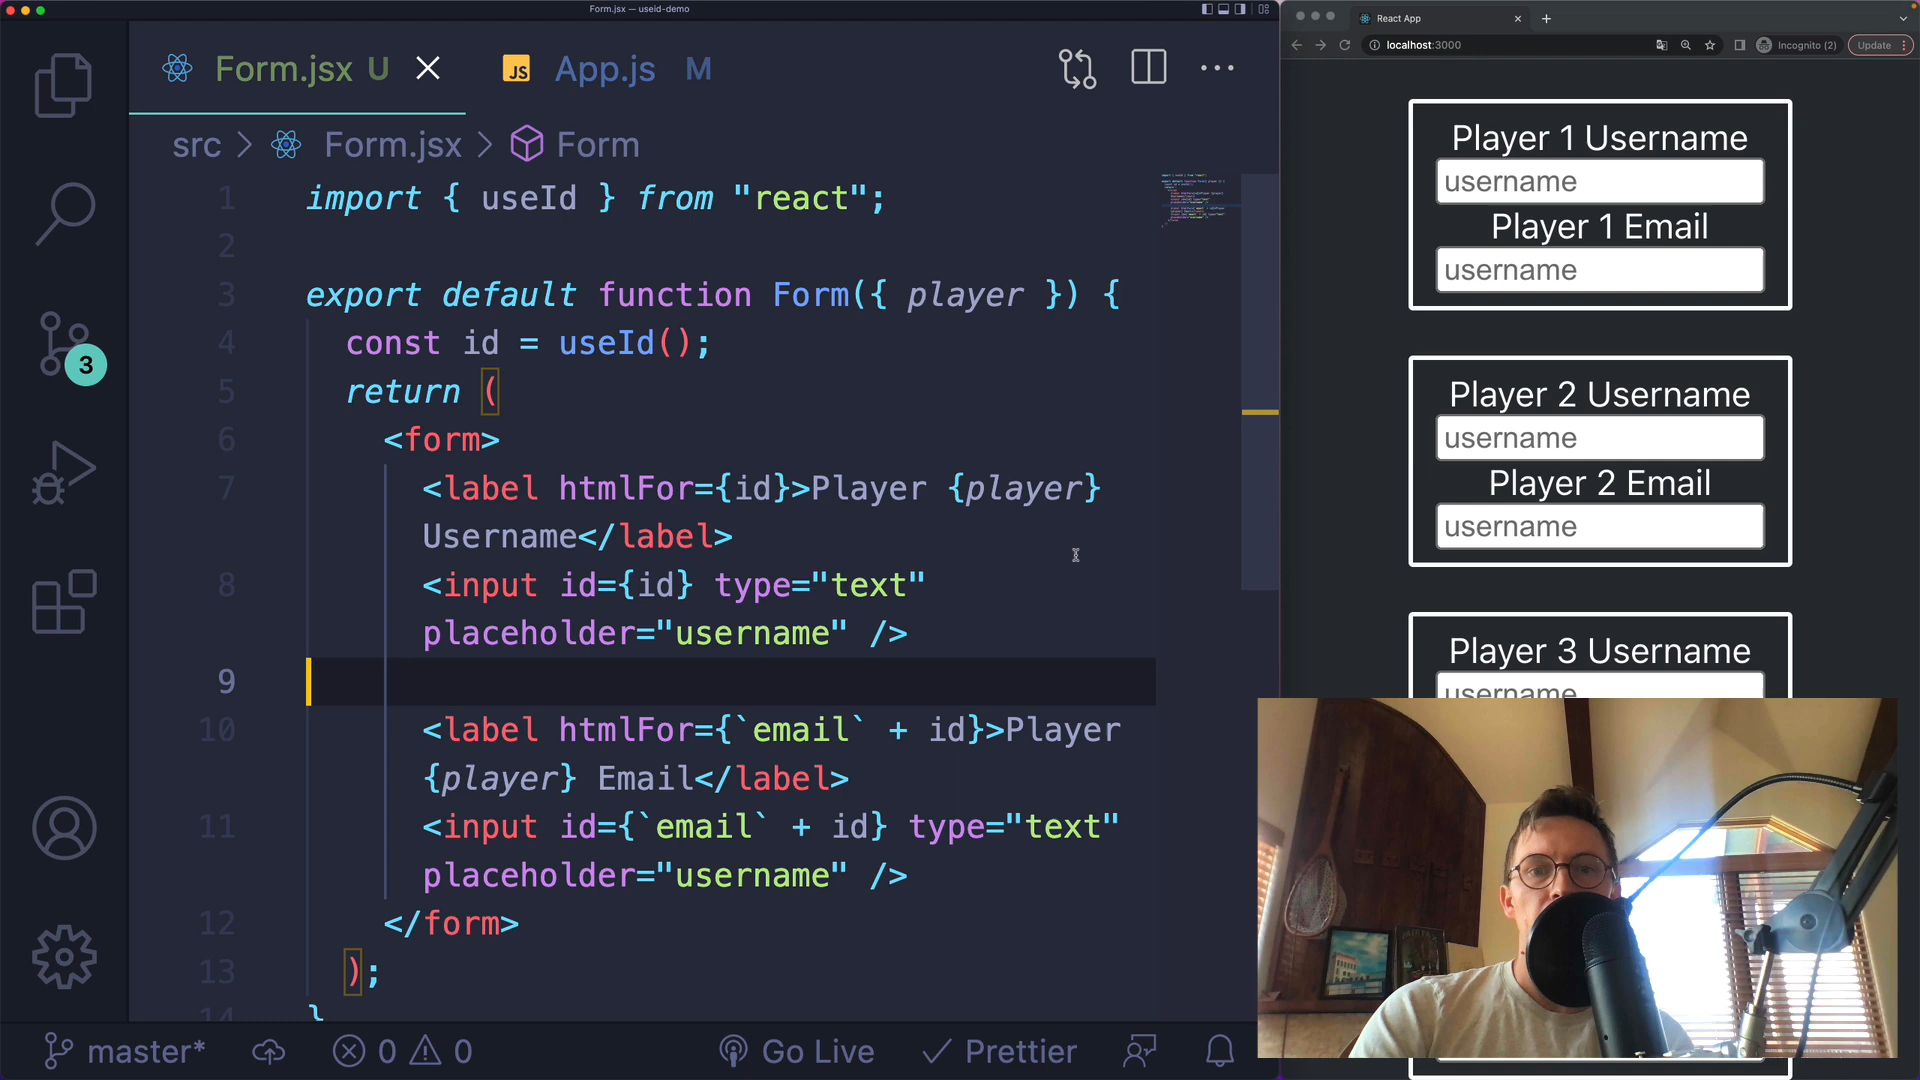 Form.jsx — useid-demo
Form.jsx U
JS App.js M
src > Form.jsx > Form
1 import { useId } from "react";
2
3 export default function Form({ player }) {
4 const id = useId();
5 return (
6 <form>
7 <label htmlFor={id}>Player {player}
Username</label>
8 <input id={id} type="text"
placeholder="username" />
9
10 <label htmlFor={`email` + id}>Player
{player} Email</label>
11 <input id={`email` + id} type="text"
placeholder="username" />
12 </form>
13 );
14 }
3
master* 0 0 Go Live Prettier
React App
localhost:3000 Incognito (2) Update
Player 1 Username
username
Player 1 Email
username
Player 2 Username
username
Player 2 Email
username
Player 3 Username
username